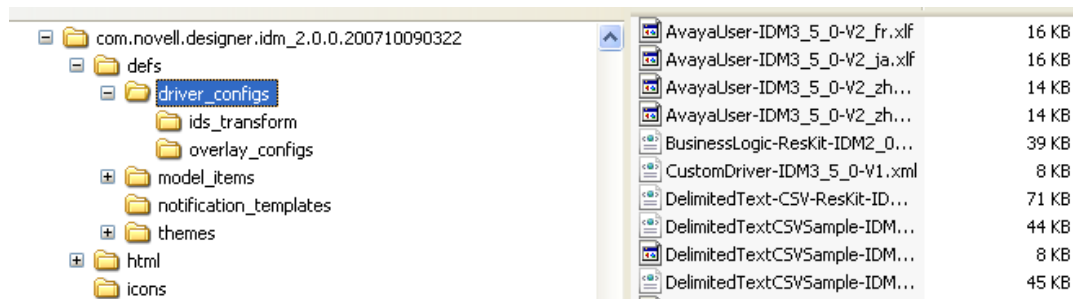 com.novell.designer.idm_2.0.0.200710090322
defs
driver_configs
ids_transform
overlay_configs
model_items
notification_templates
themes
html
icons
AvayaUser-IDM3_5_0-V2_fr.xlf 16 KB
AvayaUser-IDM3_5_0-V2_ja.xlf 16 KB
AvayaUser-IDM3_5_0-V2_zh... 14 KB
AvayaUser-IDM3_5_0-V2_zh... 14 KB
BusinessLogic-ResKit-IDM2_0... 39 KB
CustomDriver-IDM3_5_0-V1.xml 8 KB
DelimitedText-CSV-ResKit-ID... 71 KB
DelimitedTextCSVSample-IDM... 44 KB
DelimitedTextCSVSample-IDM... 8 KB
DelimitedTextCSVSample-IDM... 45 KB